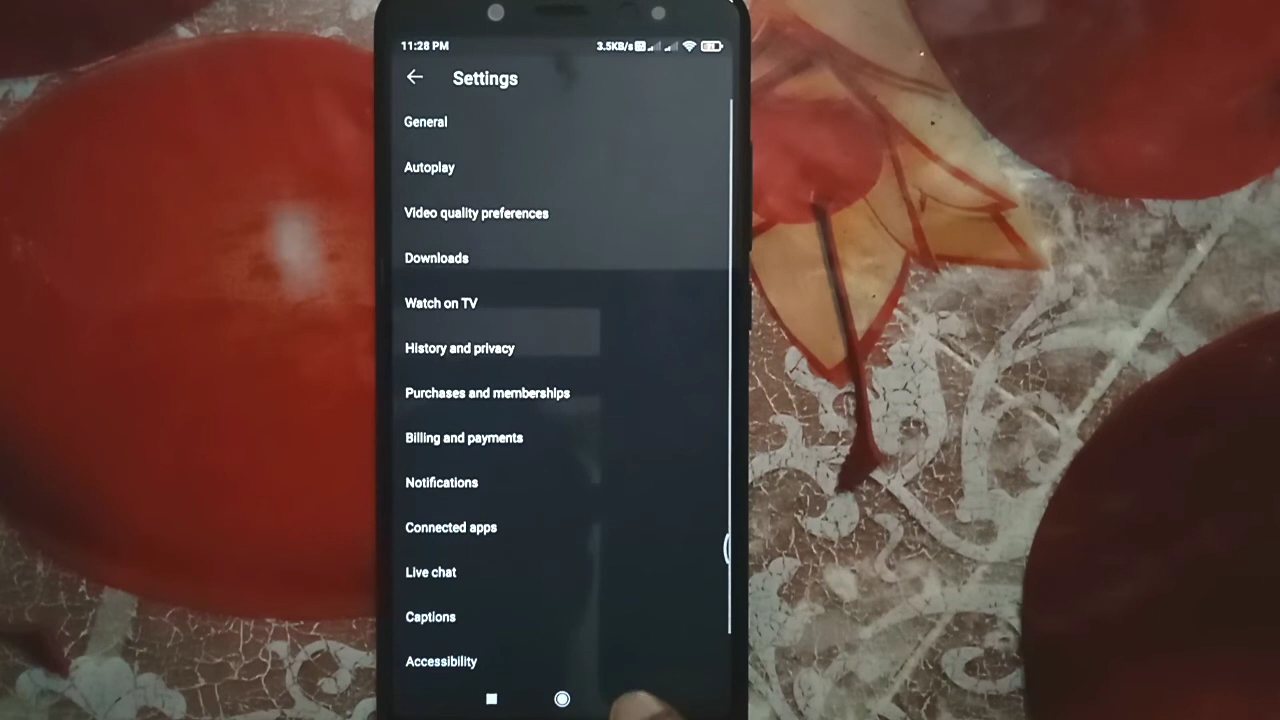 11:28 PM
3.5KB/s
Settings
General
Autoplay
Video quality preferences
Downloads
Watch on TV
History and privacy
Purchases and memberships
Billing and payments
Notifications
Connected apps
Live chat
Captions
Accessibility